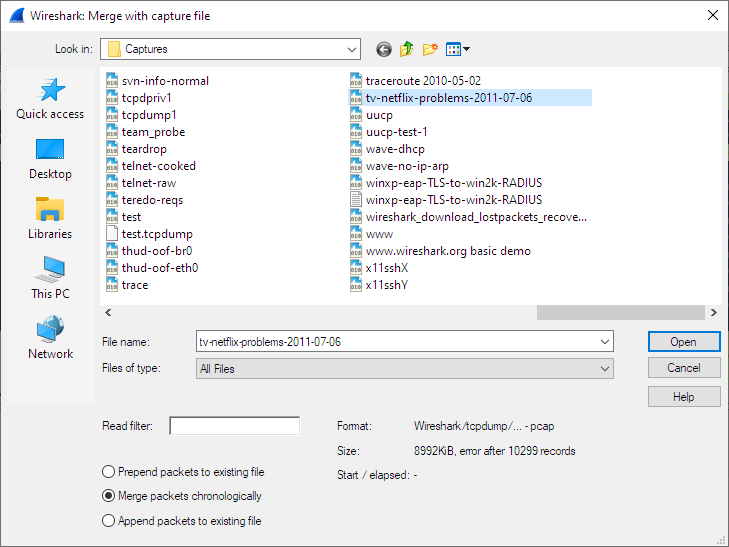 Wireshark: Merge with capture file
Look in:
Captures
Quick access
Desktop
Libraries
This PC
Network
svn-info-normal
tcpdpriv1
tcpdump1
team_probe
teardrop
telnet-cooked
telnet-raw
teredo-reqs
test
test.tcpdump
thud-oof-br0
thud-oof-eth0
trace
traceroute 2010-05-02
tv-netflix-problems-2011-07-06
uucp
uucp-test-1
wave-dhcp
wave-no-ip-arp
winxp-eap-TLS-to-win2k-RADIUS
winxp-eap-TLS-to-win2k-RADIUS
wireshark_download_lostpackets_recove...
www
www.wireshark.org basic demo
x11sshX
x11sshY
File name:
tv-netflix-problems-2011-07-06
Open
Files of type:
All Files
Cancel
Help
Read filter:
Format: Wireshark/tcpdump/... - pcap
Size: 8992KiB, error after 10299 records
Start / elapsed: -
Prepend packets to existing file
Merge packets chronologically
Append packets to existing file